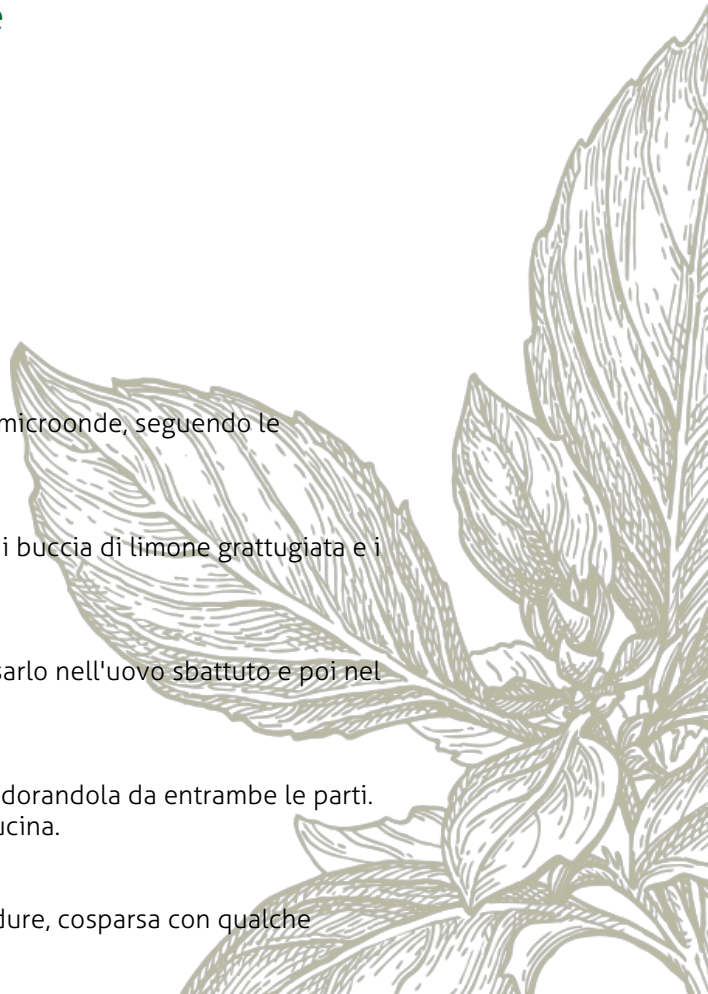 e
microonde, seguendo le
i buccia di limone grattugiata e i
sarlo nell'uovo sbattuto e poi nel
dorandola da entrambe le parti.
ucina.
dure, cosparsa con qualche